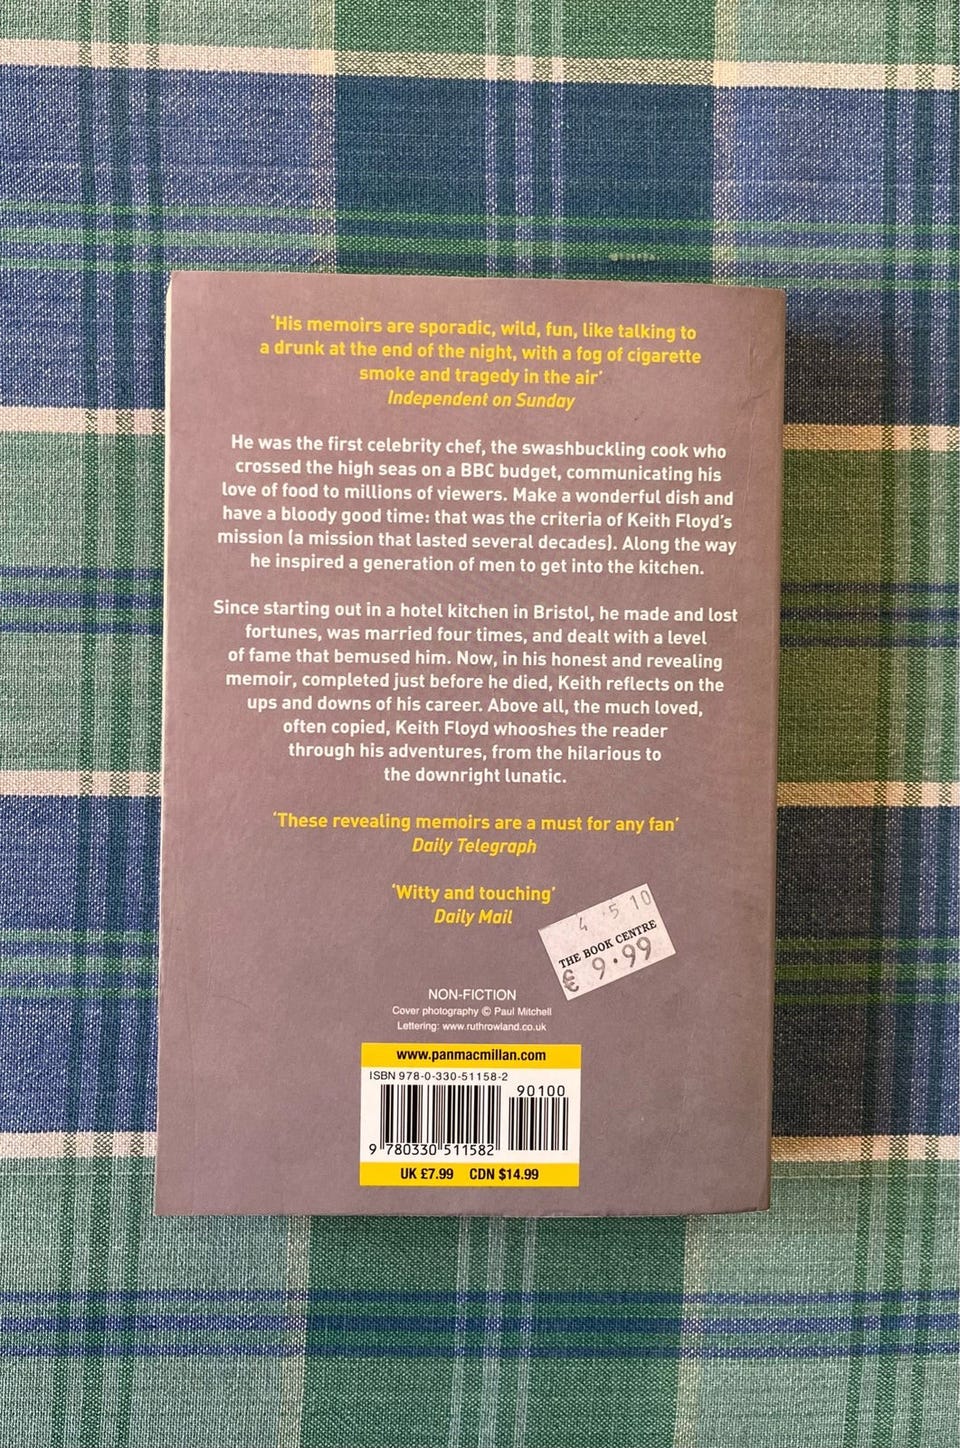 ‘His memoirs are sporadic, wild, fun, like talking to
a drunk at the end of the night, with a fog of cigarette
smoke and tragedy in the air’
Independent on Sunday
He was the first celebrity chef, the swashbuckling cook who
crossed the high seas on a BBC budget, communicating his
love of food to millions of viewers. Make a wonderful dish and
have a bloody good time: that was the criteria of Keith Floyd’s
mission (a mission that lasted several decades). Along the way
he inspired a generation of men to get into the kitchen.
Since starting out in a hotel kitchen in Bristol, he made and lost
fortunes, was married four times, and dealt with a level
of fame that bemused him. Now, in his honest and revealing
memoir, completed just before he died, Keith reflects on the
ups and downs of his career. Above all, the much loved,
often copied, Keith Floyd whooshes the reader
through his adventures, from the hilarious to
the downright lunatic.
‘These revealing memoirs are a must for any fan’
Daily Telegraph
‘Witty and touching’
Daily Mail
4 5 10
THE BOOK CENTRE
€ 9.99
NON-FICTION
Cover photography © Paul Mitchell
Lettering: www.ruthrowland.co.uk
www.panmacmillan.com
ISBN 978-0-330-51158-2
90100
9 780330 511582
UK £7.99 CDN $14.99